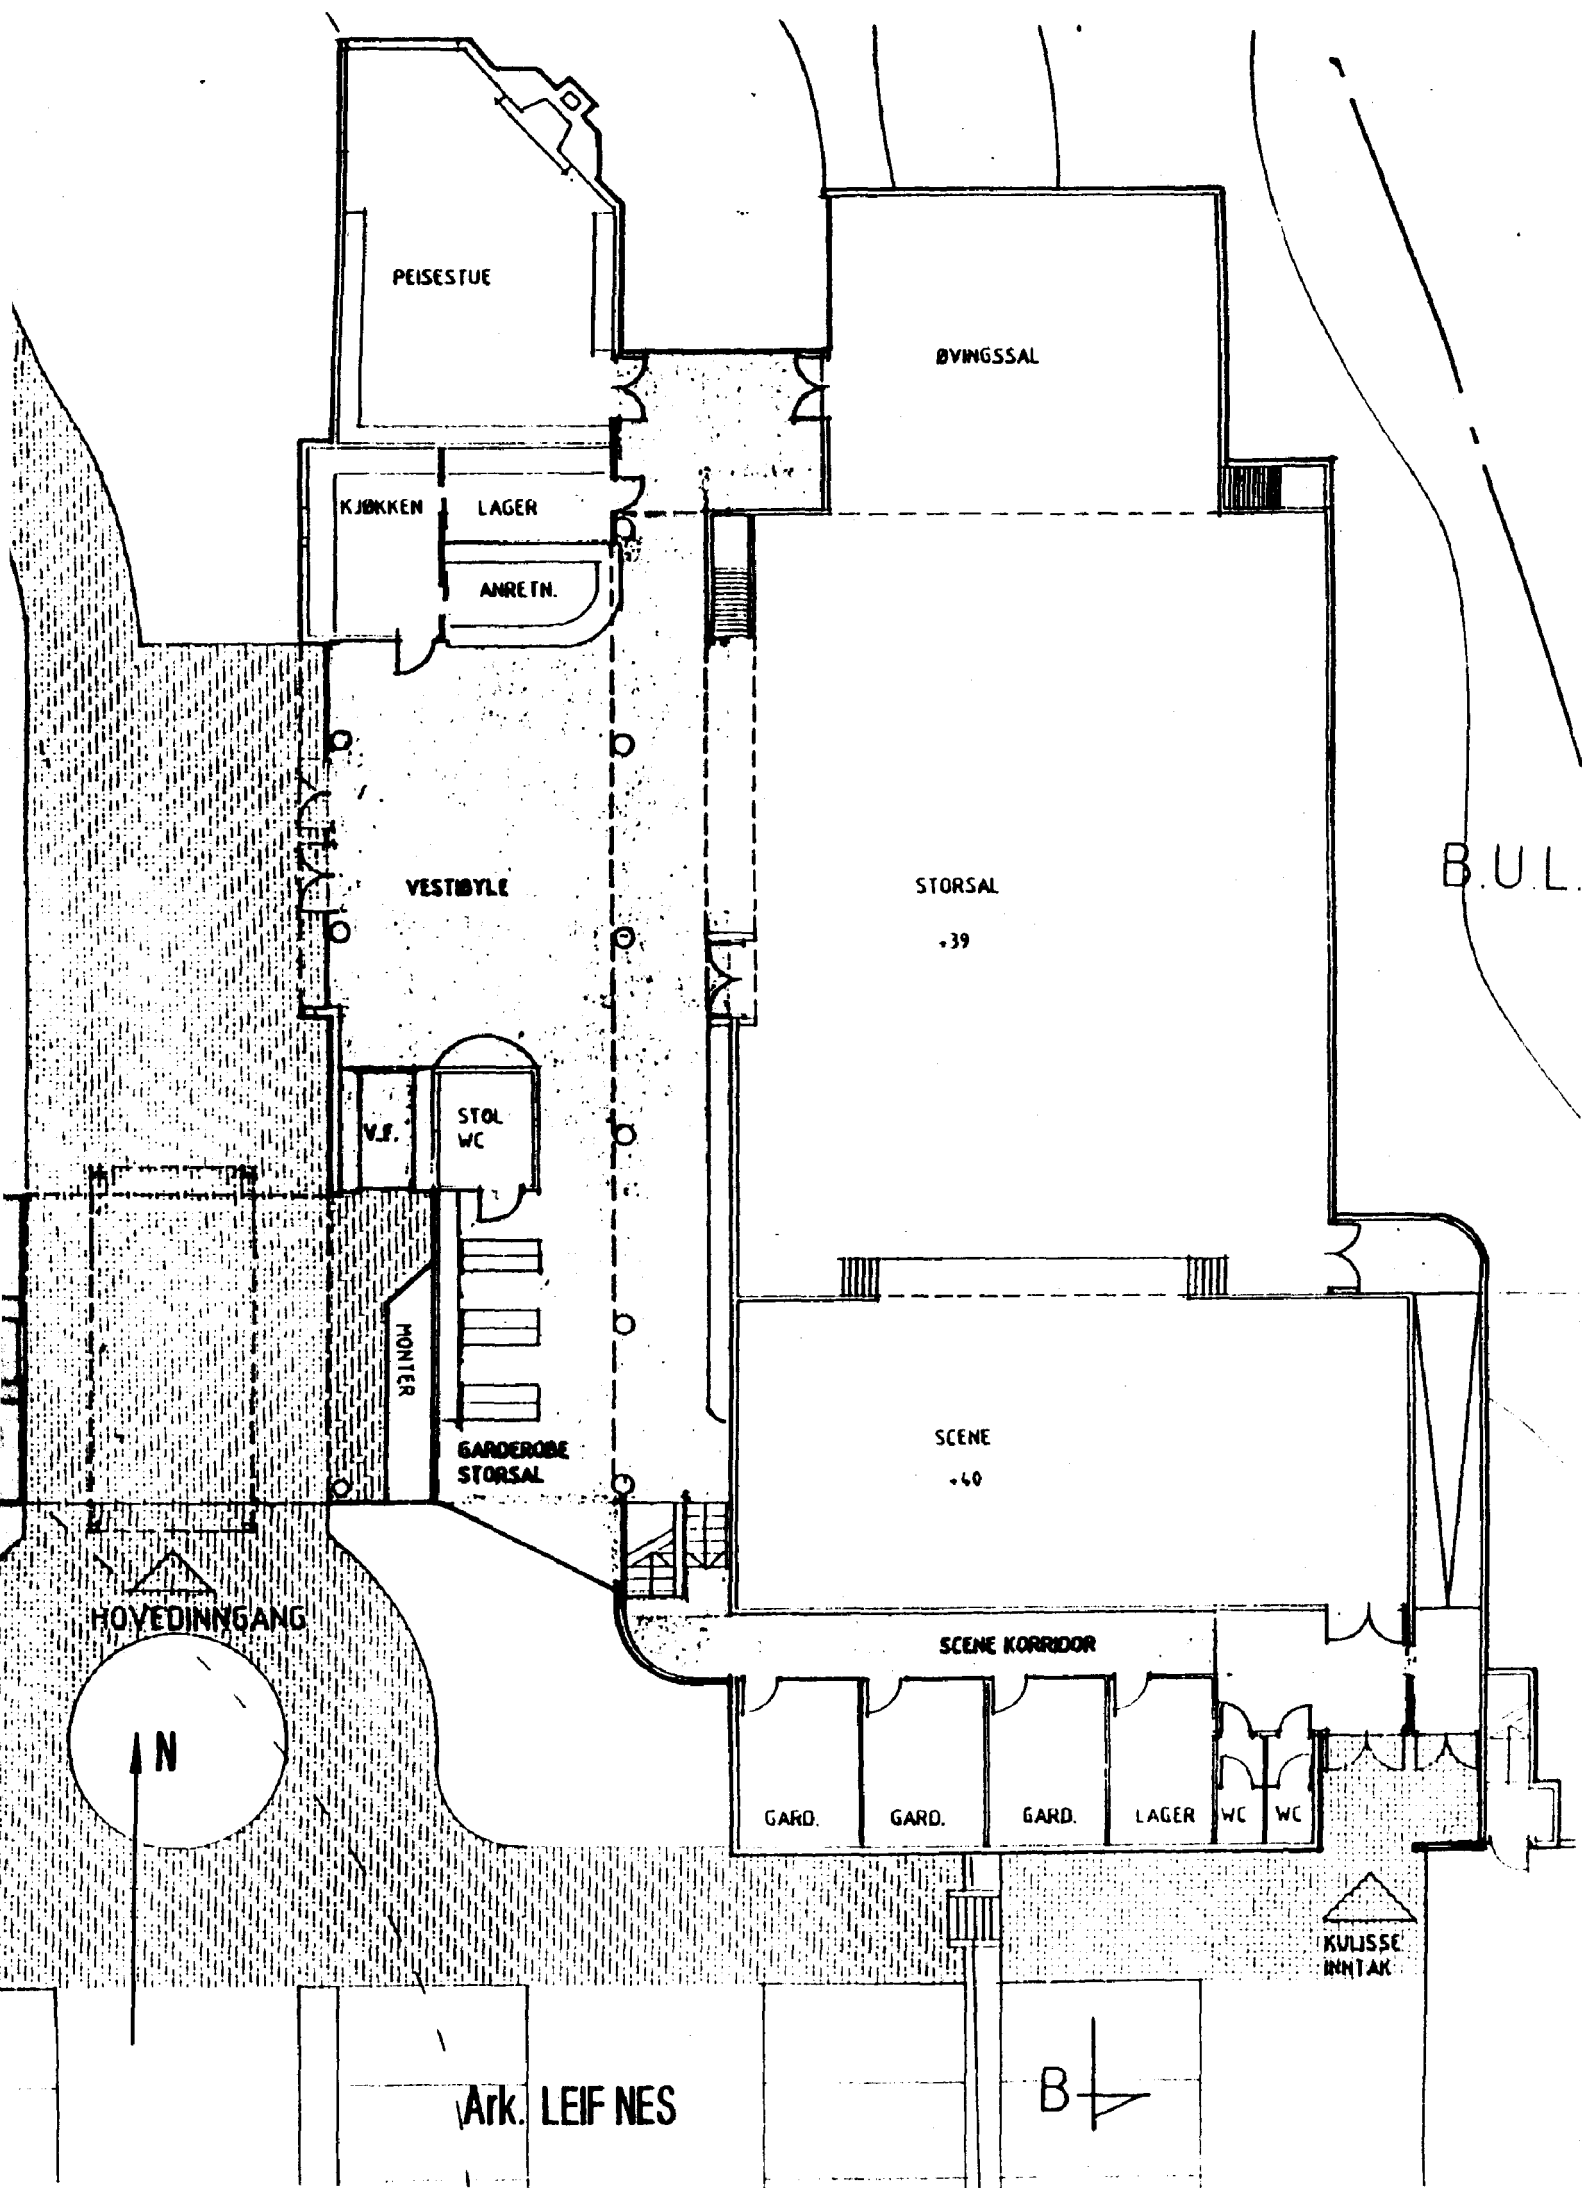 PEISESTUE
ØVINGSSAL
KJØKKEN
LAGER
ANRETN.
VESTIBYLE
STORSAL
+39
B.U.L.
V.F.
STOL
WC
MONTER
GARDEROBE
STORSAL
SCENE
+40
HOVEDINNGANG
SCENE KORRIDOR
N
GARD.
GARD.
GARD.
LAGER
WC
WC
KULISSE
INNTAK
Ark. LEIF NES
B